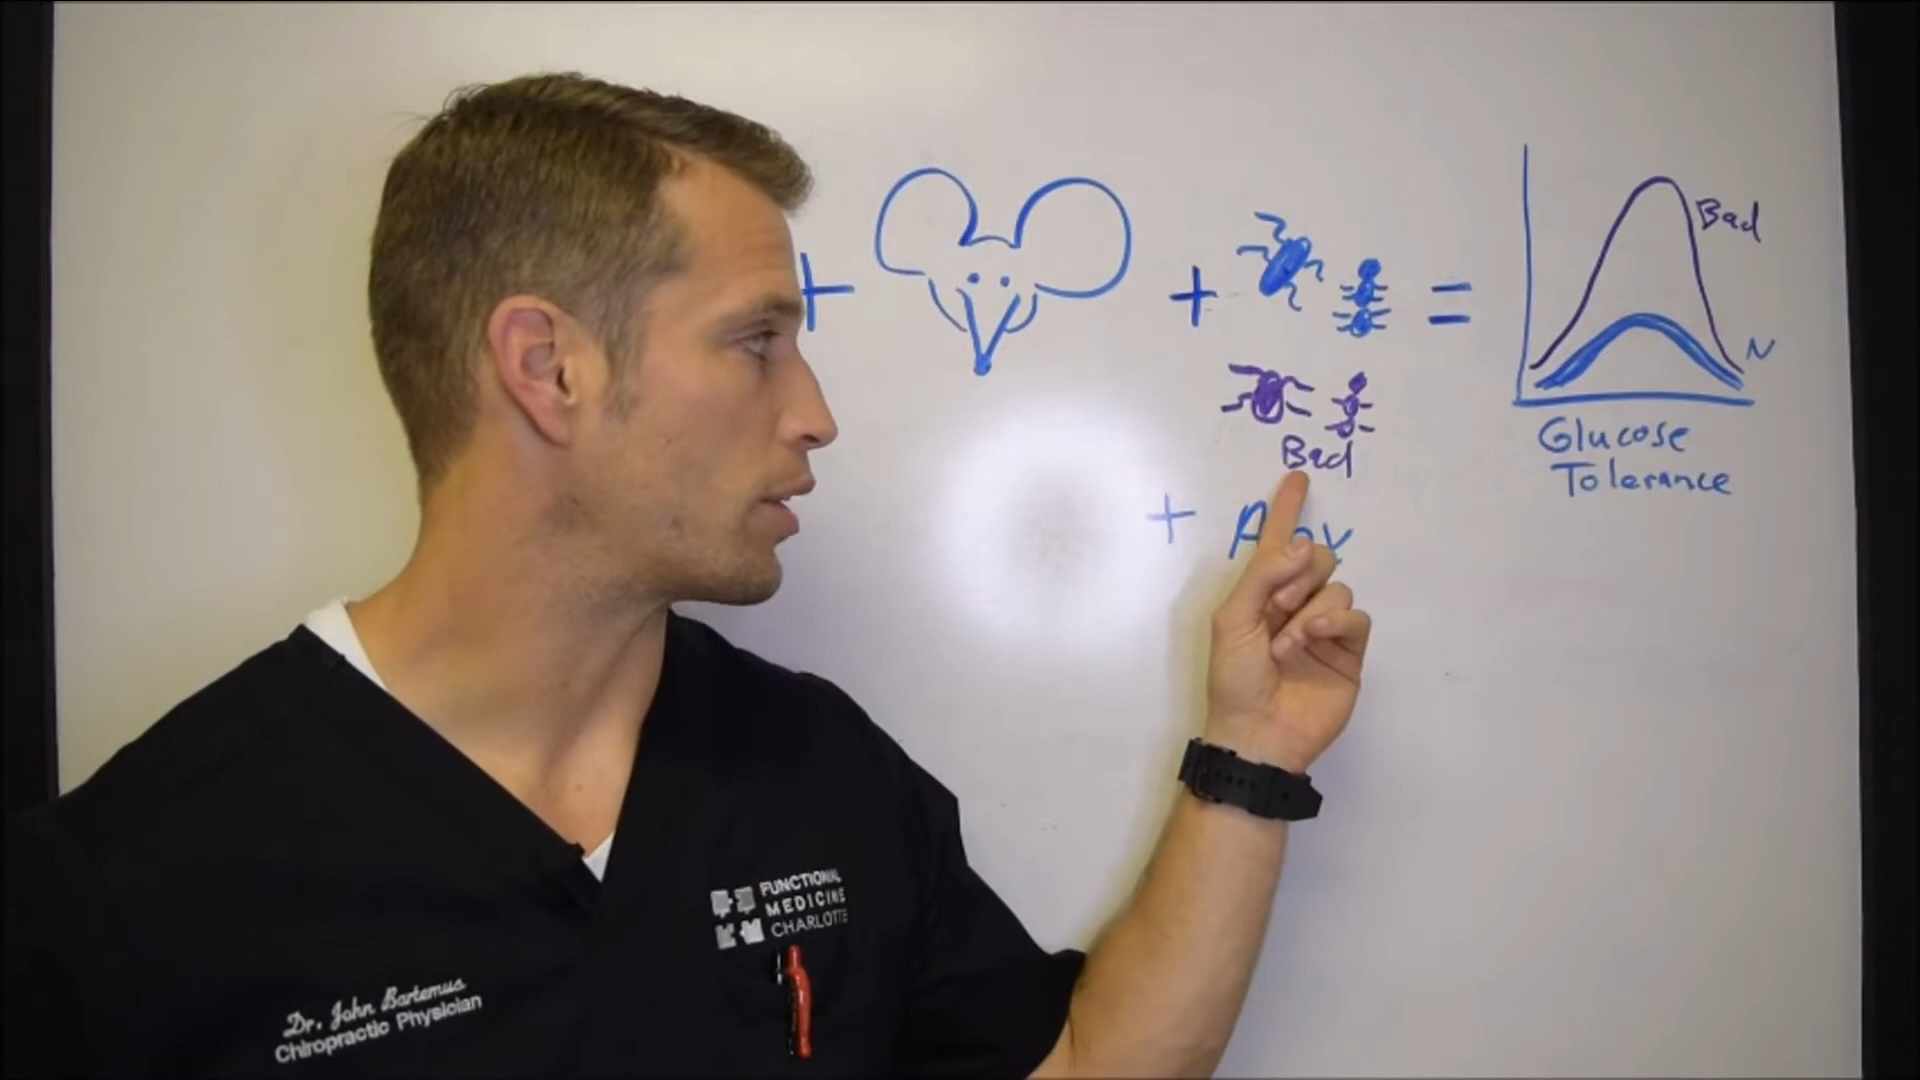 +
+
=
Bad
N
Bad
Glucose
Tolerance
+
FUNCTIONAL
MEDICINE
CHARLOTTE
Dr. John Bartemus
Chiropractic Physician